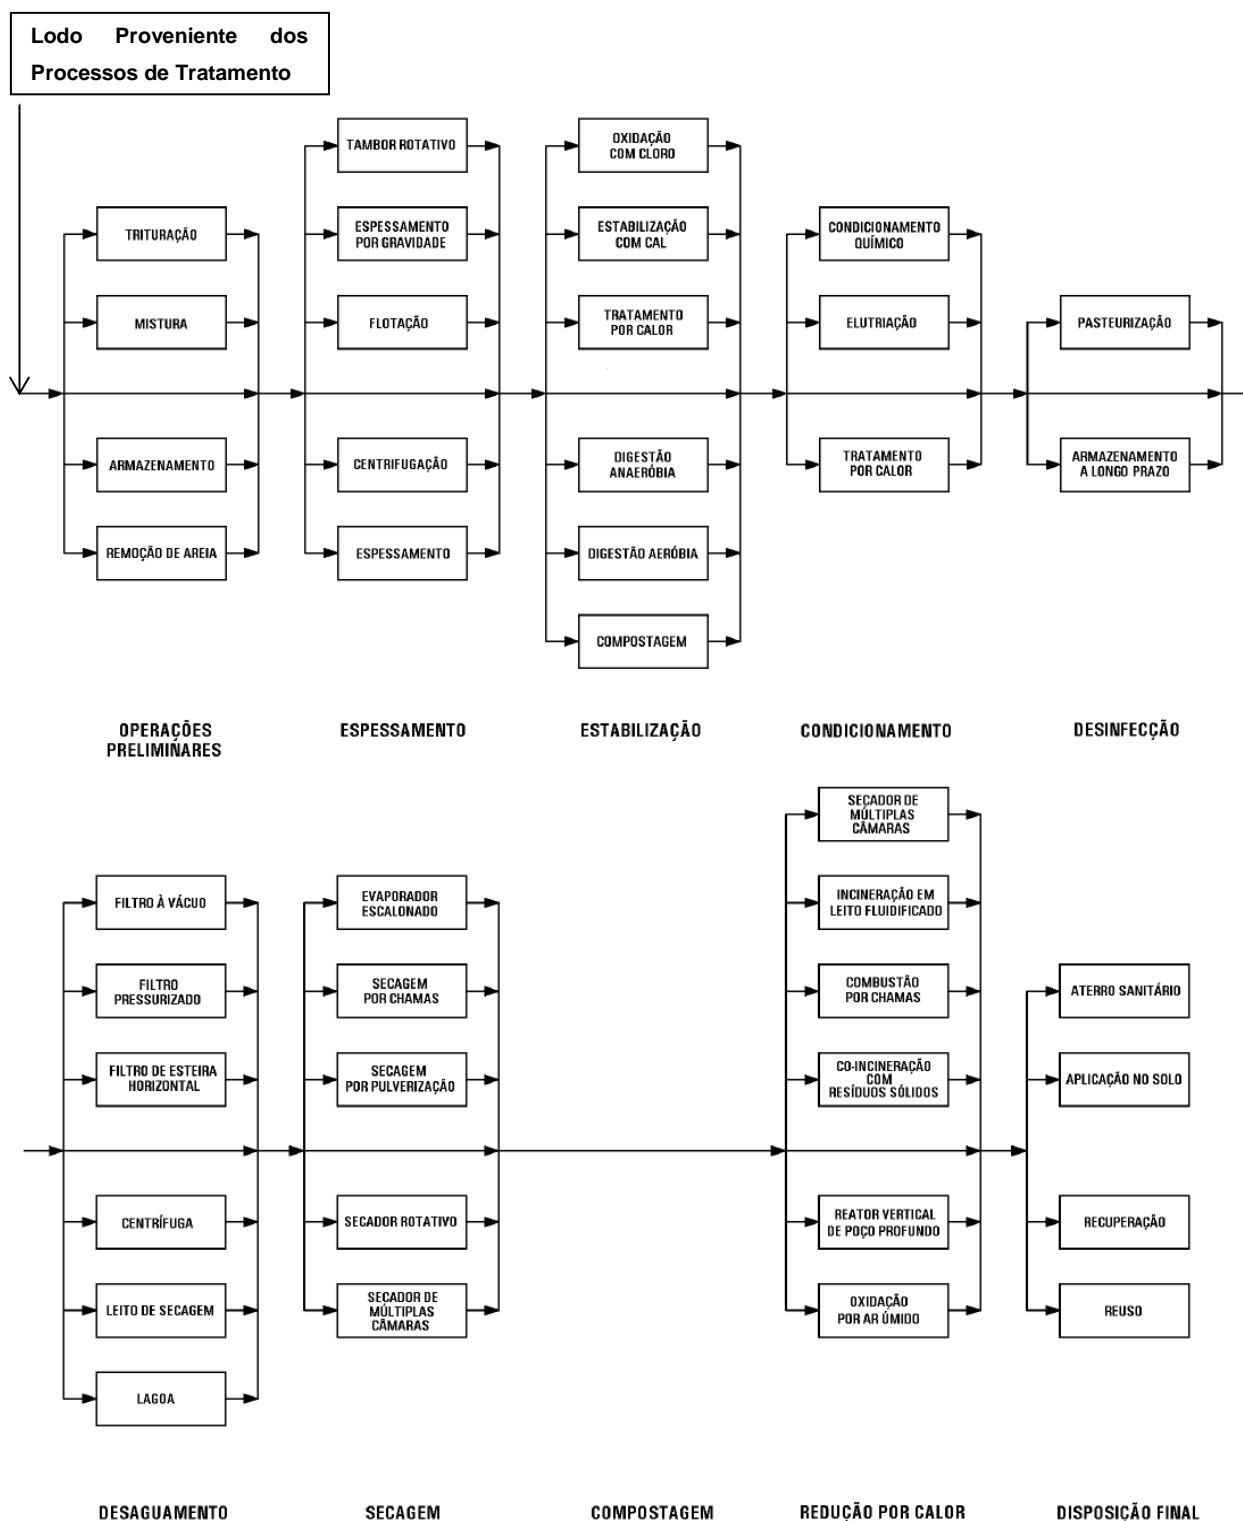 Lodo Proveniente dos
Processos de Tratamento
TRITURAÇÃO
MISTURA
ARMAZENAMENTO
REMOÇÃO DE AREIA
OPERAÇÕES
PRELIMINARES
TAMBOR ROTATIVO
ESPESSAMENTO
POR GRAVIDADE
FLOTAÇÃO
CENTRIFUGAÇÃO
ESPESSAMENTO
ESPESSAMENTO
OXIDAÇÃO
COM CLORO
ESTABILIZAÇÃO
COM CAL
TRATAMENTO
POR CALOR
DIGESTÃO
ANAERÓBIA
DIGESTÃO AERÓBIA
COMPOSTAGEM
ESTABILIZAÇÃO
CONDICIONAMENTO
QUÍMICO
ELUTRIAÇÃO
TRATAMENTO
POR CALOR
CONDICIONAMENTO
PASTEURIZAÇÃO
ARMAZENAMENTO
A LONGO PRAZO
DESINFECÇÃO
FILTRO À VÁCUO
FILTRO
PRESSURIZADO
FILTRO DE ESTEIRA
HORIZONTAL
CENTRÍFUGA
LEITO DE SECAGEM
LAGOA
DESAGUAMENTO
EVAPORADOR
ESCALONADO
SECAGEM
POR CHAMAS
SECAGEM
POR PULVERIZAÇÃO
SECADOR ROTATIVO
SECADOR DE
MÚLTIPLAS
CÂMARAS
SECAGEM
COMPOSTAGEM
SECADOR DE
MÚLTIPLAS
CÂMARAS
INCINERAÇÃO EM
LEITO FLUIDIFICADO
COMBUSTÃO
POR CHAMAS
CO-INCINERAÇÃO
COM
RESÍDUOS SÓLIDOS
REATOR VERTICAL
DE POÇO PROFUNDO
OXIDAÇÃO
POR AR ÚMIDO
REDUÇÃO POR CALOR
ATERRO SANITÁRIO
APLICAÇÃO NO SOLO
RECUPERAÇÃO
REUSO
DISPOSIÇÃO FINAL